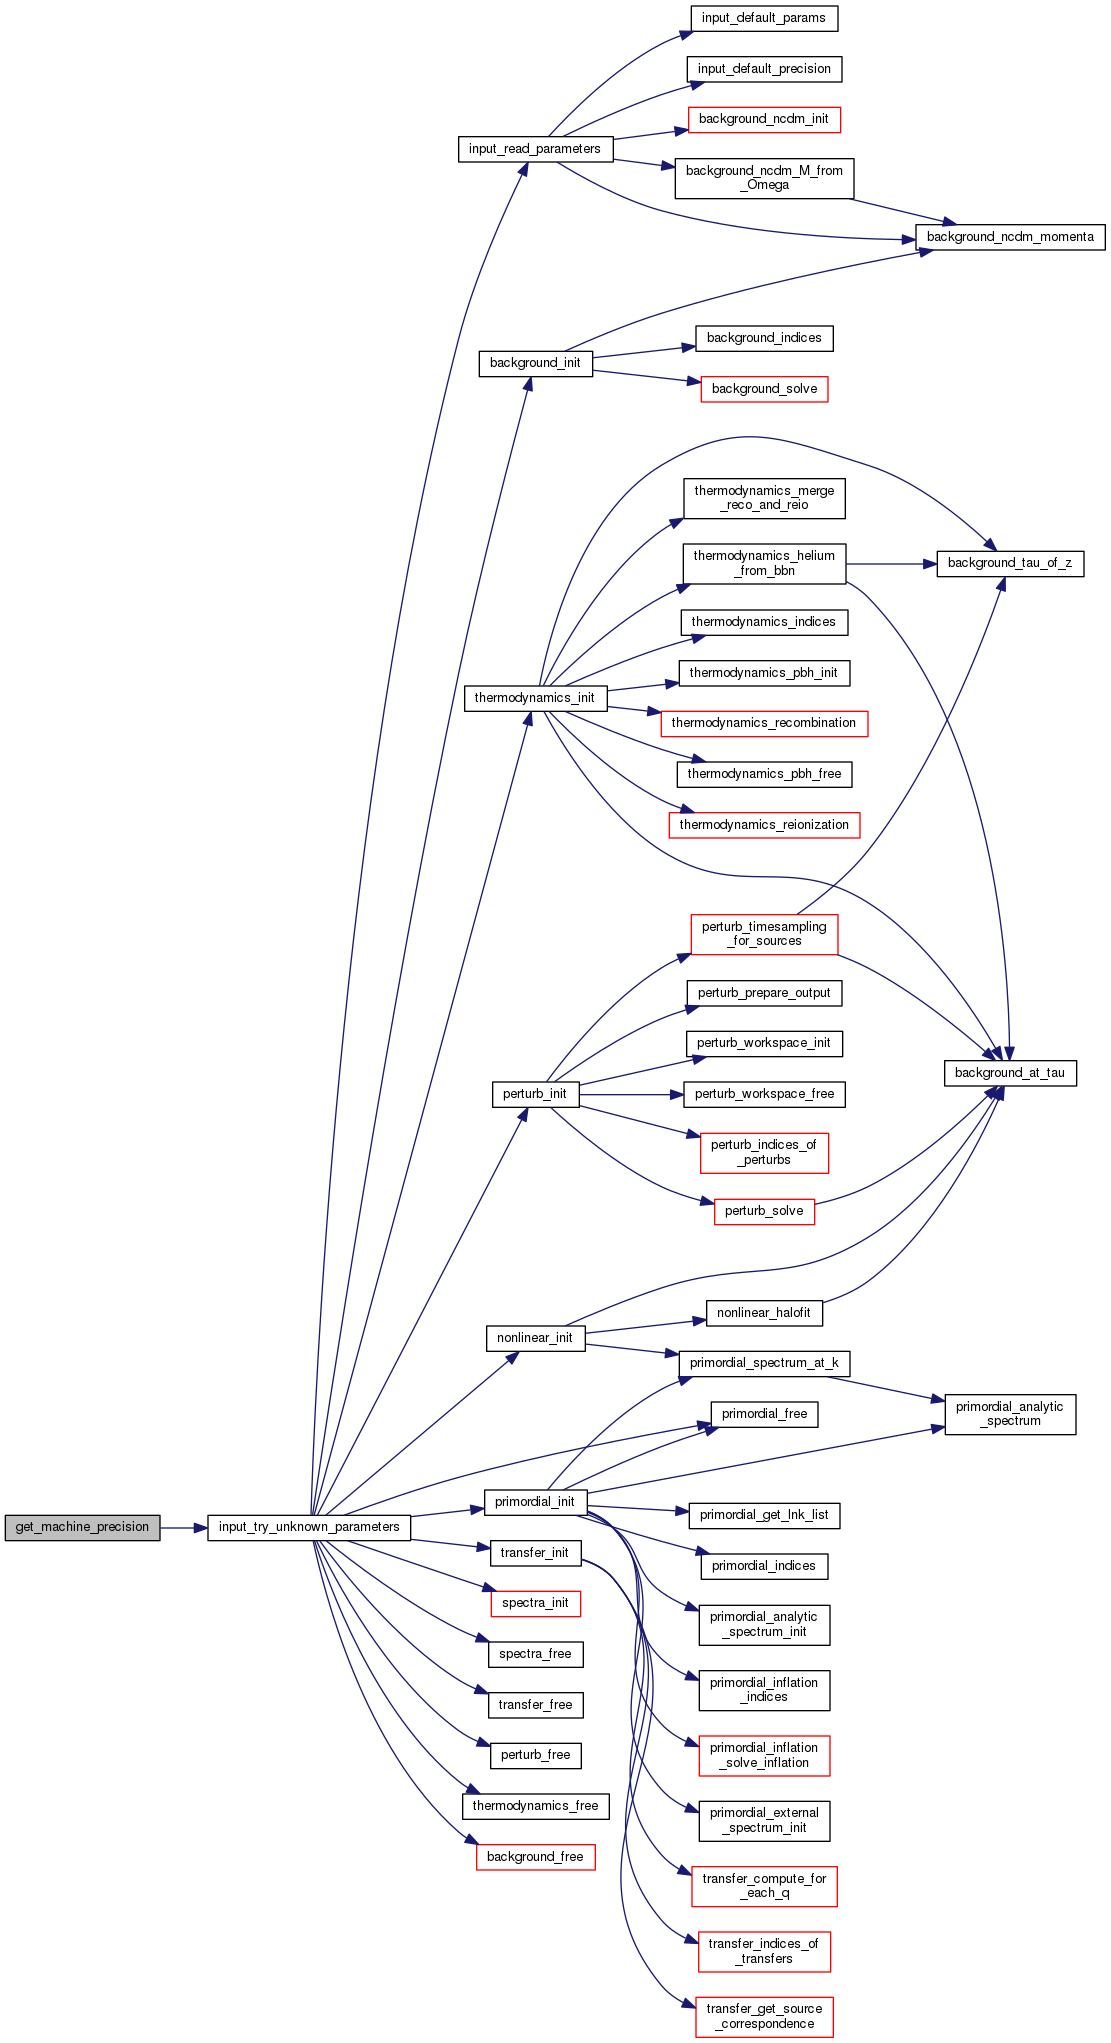 input_default_params
input_default_precision
background_ncdm_init
input_read_parameters
background_ncdm_M_from
_Omega
background_ncdm_momenta
background_indices
background_init
background_solve
thermodynamics_merge
_reco_and_reio
thermodynamics_helium
_from_bbn
background_tau_of_z
thermodynamics_indices
thermodynamics_pbh_init
thermodynamics_init
thermodynamics_recombination
thermodynamics_pbh_free
thermodynamics_reionization
perturb_timesampling
_for_sources
perturb_prepare_output
perturb_workspace_init
background_at_tau
perturb_init
perturb_workspace_free
perturb_indices_of
_perturbs
perturb_solve
nonlinear_halofit
nonlinear_init
primordial_spectrum_at_k
primordial_free
primordial_analytic
_spectrum
primordial_init
primordial_get_lnk_list
get_machine_precision
input_try_unknown_parameters
transfer_init
primordial_indices
spectra_init
primordial_analytic
_spectrum_init
spectra_free
primordial_inflation
_indices
transfer_free
perturb_free
primordial_inflation
_solve_inflation
thermodynamics_free
primordial_external
_spectrum_init
background_free
transfer_compute_for
_each_q
transfer_indices_of
_transfers
transfer_get_source
_correspondence